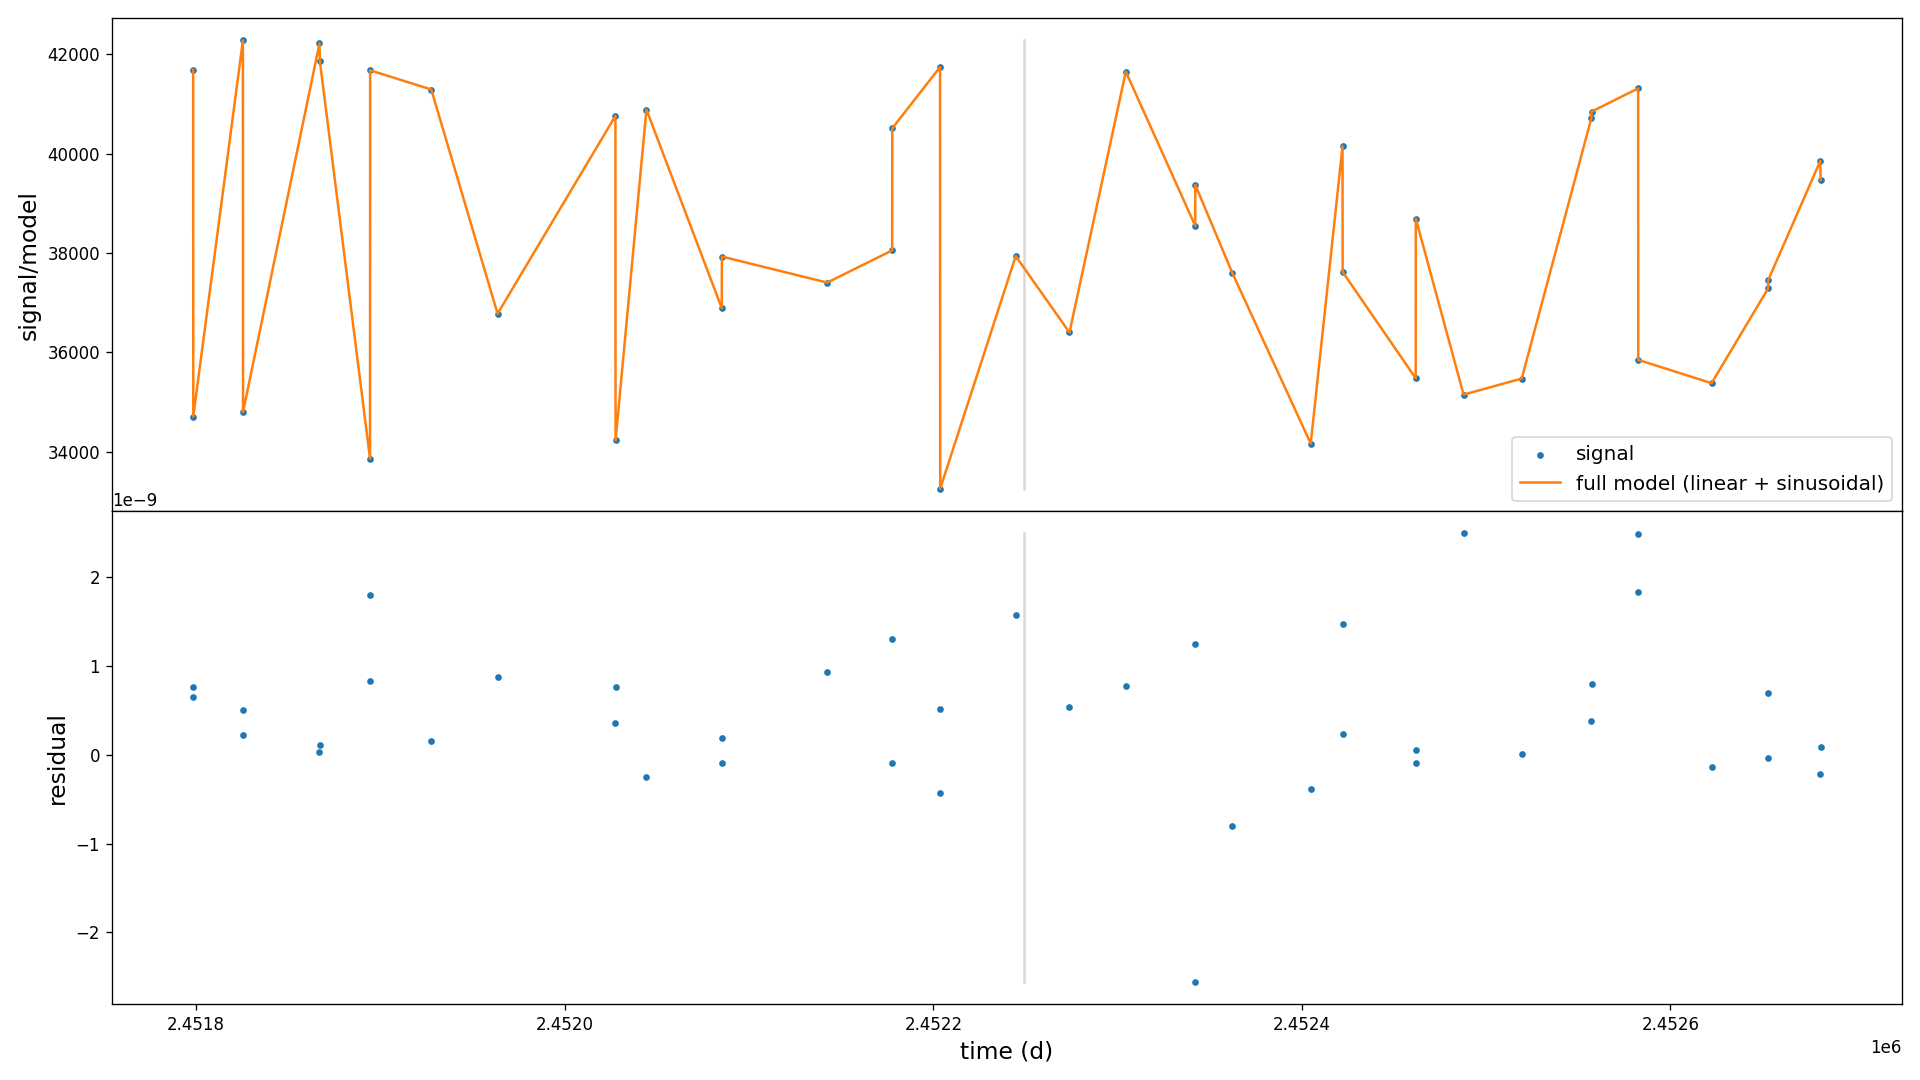 42000
40000
38000
36000
34000
signal/model
signal
full model (linear + sinusoidal)
1e−9
2
1
0
−1
−2
residual
2.4518
2.4520
2.4522
2.4524
2.4526
time (d)
1e6